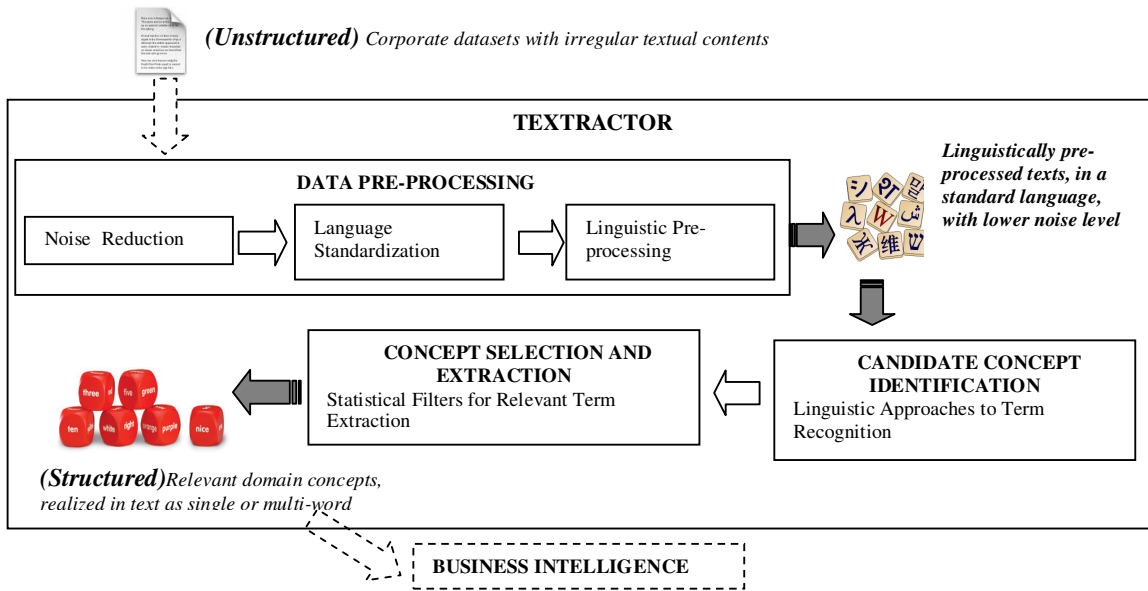 (Unstructured) Corporate datasets with irregular textual contents
TEXTRACTOR
DATA PRE-PROCESSING
Noise Reduction
Language
Standardization
Linguistic Pre-
processing
Linguistically pre-
processed texts, in a
standard language,
with lower noise level
シ
λ
W
ش
维
ש
CANDIDATE CONCEPT
IDENTIFICATION
Linguistic Approaches to Term
Recognition
CONCEPT SELECTION AND
EXTRACTION
Statistical Filters for Relevant Term
Extraction
three
five
green
ten
white
right
orange
purple
nice
(Structured)Relevant domain concepts,
realized in text as single or multi-word
BUSINESS INTELLIGENCE